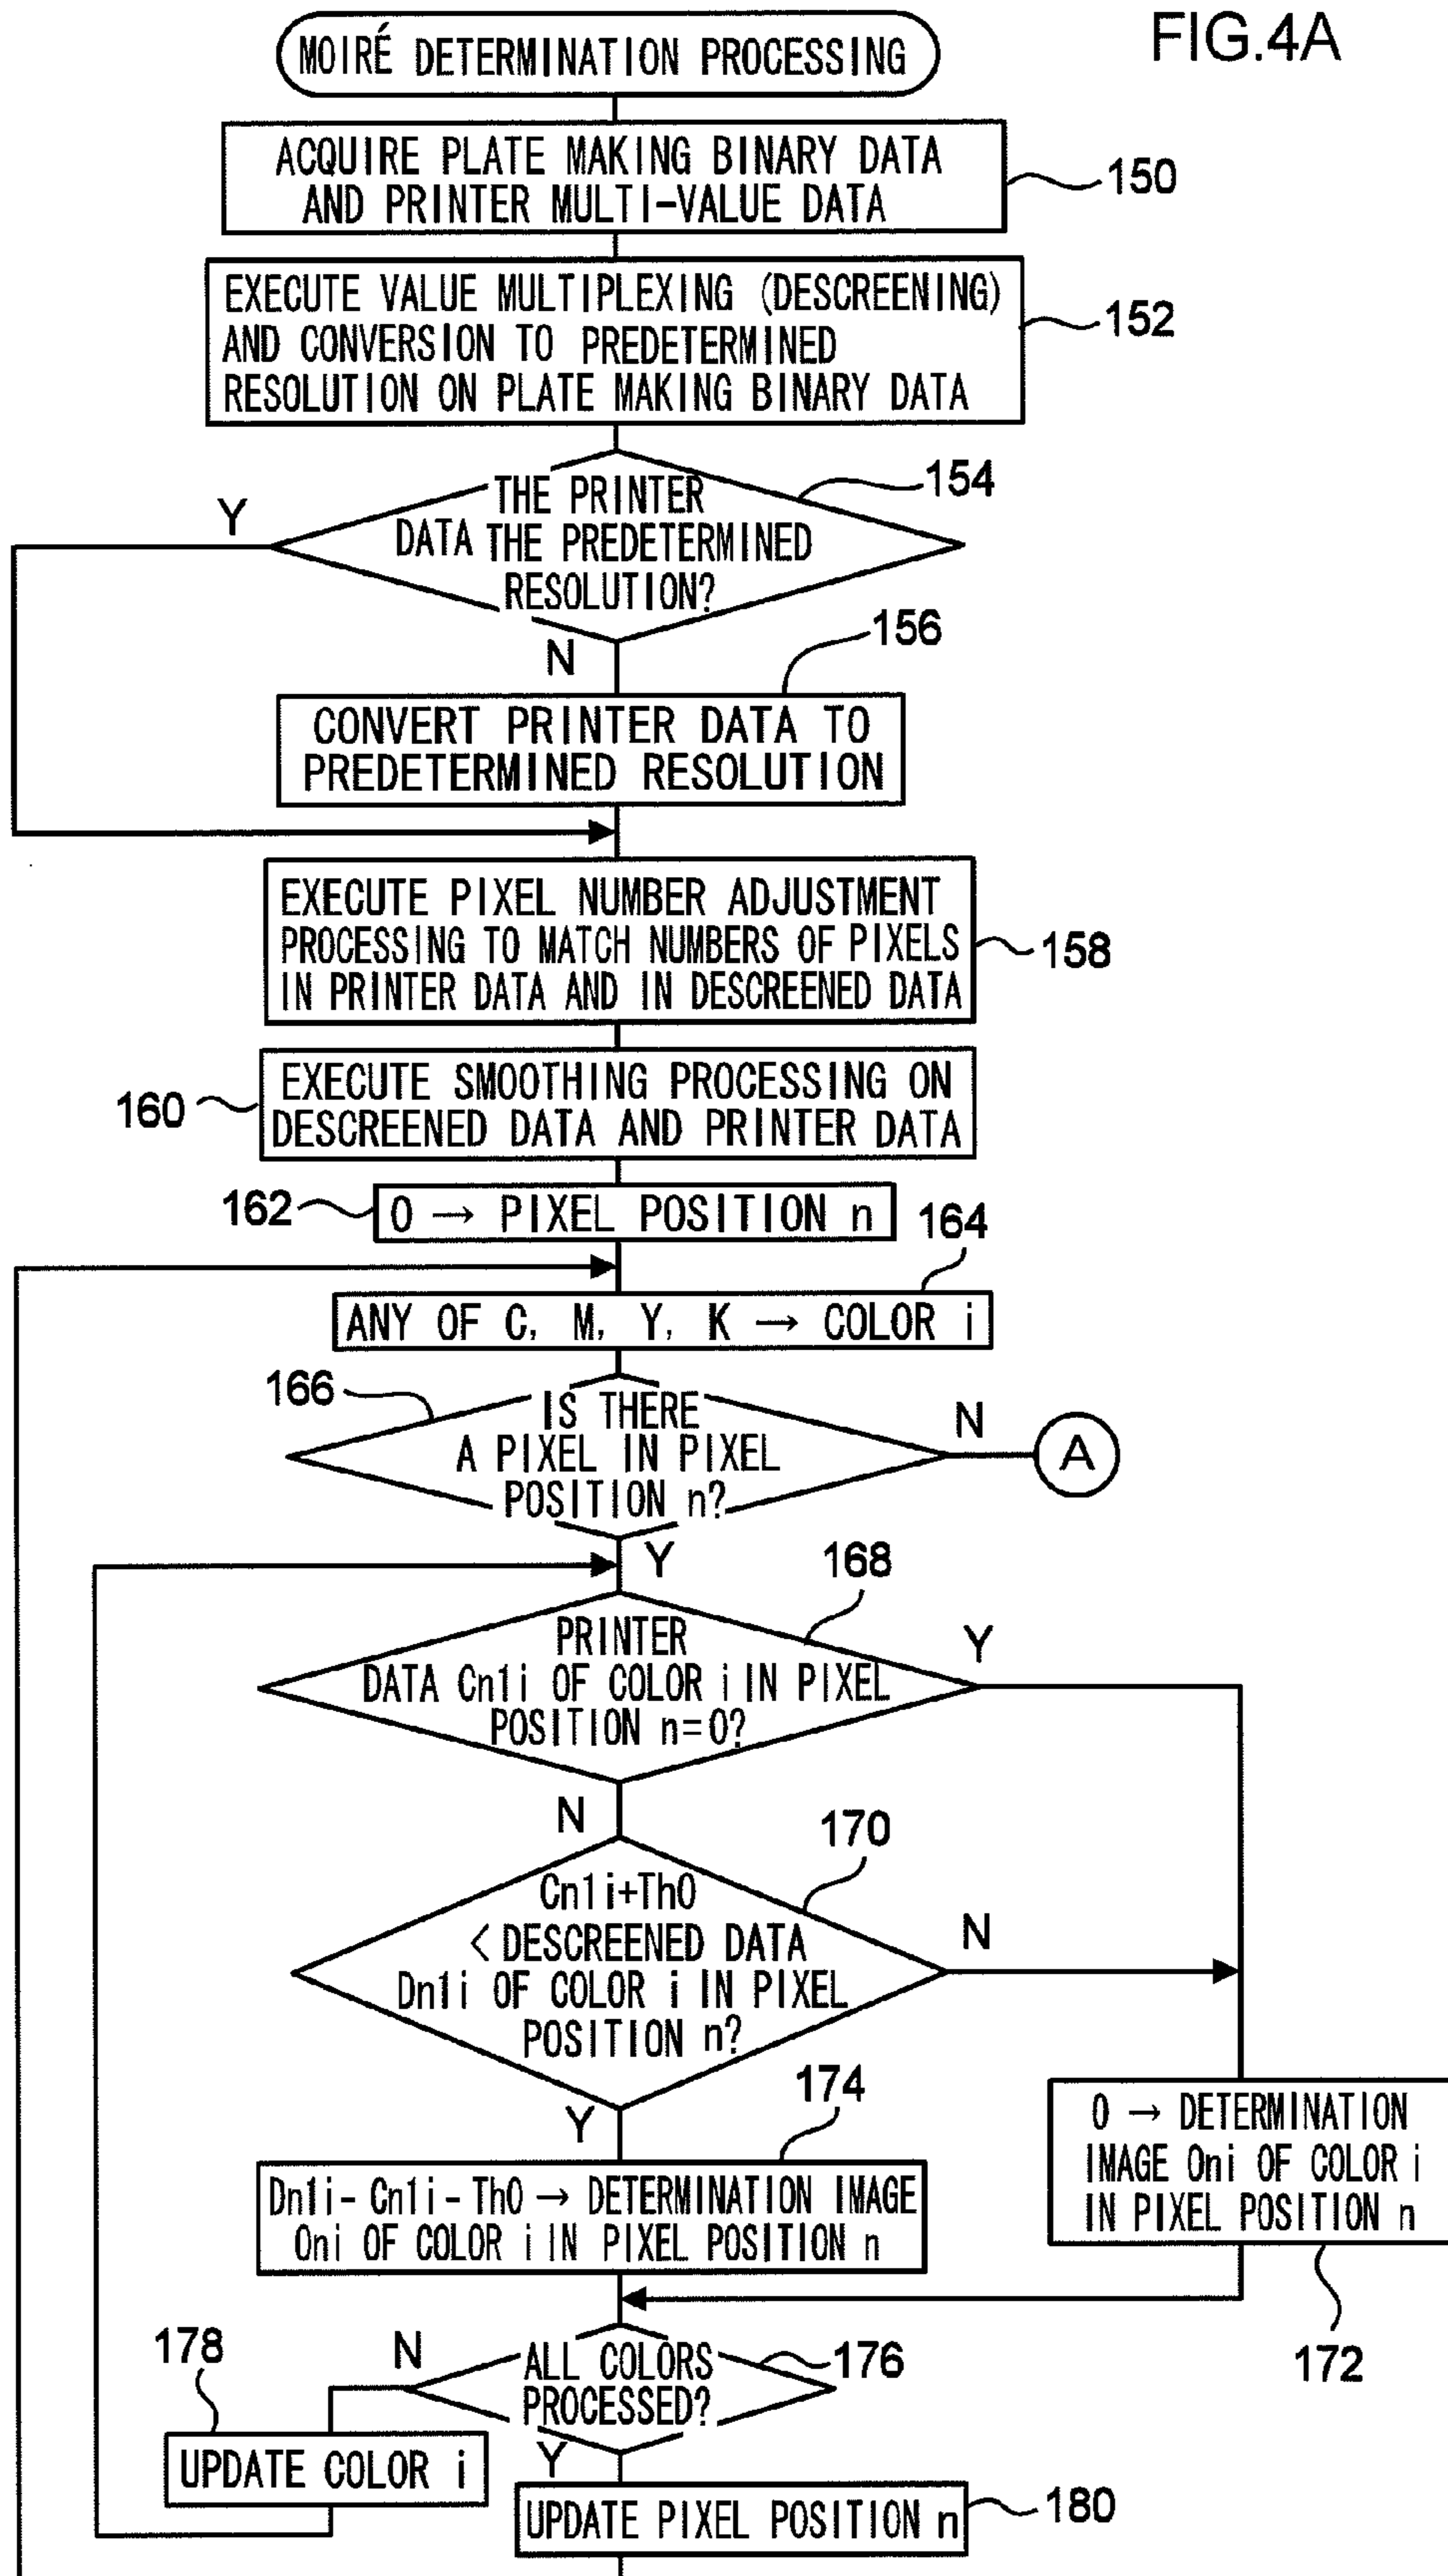 FIG.4A
MOIRÉ DETERMINATION PROCESSING
ACQUIRE PLATE MAKING BINARY DATA
AND PRINTER MULTI-VALUE DATA
150
EXECUTE VALUE MULTIPLEXING (DESCREENING)
AND CONVERSION TO PREDETERMINED
RESOLUTION ON PLATE MAKING BINARY DATA
152
THE PRINTER
DATA THE PREDETERMINED
RESOLUTION?
154
Y
N
156
CONVERT PRINTER DATA TO
PREDETERMINED RESOLUTION
EXECUTE PIXEL NUMBER ADJUSTMENT
PROCESSING TO MATCH NUMBERS OF PIXELS
IN PRINTER DATA AND IN DESCREENED DATA
158
160
EXECUTE SMOOTHING PROCESSING ON
DESCREENED DATA AND PRINTER DATA
162
0 → PIXEL POSITION n
164
ANY OF C, M, Y, K → COLOR i
166
IS THERE
A PIXEL IN PIXEL
POSITION n?
N
A
Y
168
PRINTER
DATA Cn1i OF COLOR i IN PIXEL
POSITION n=0?
Y
N
170
Cn1i+Th0
< DESCREENED DATA
Dn1i OF COLOR i IN PIXEL
POSITION n?
N
Y
174
Dn1i- Cn1i-Th0 → DETERMINATION IMAGE
Oni OF COLOR i IN PIXEL POSITION n
0 → DETERMINATION
IMAGE Oni OF COLOR i
IN PIXEL POSITION n
172
178
N
ALL COLORS
PROCESSED?
176
UPDATE COLOR i
Y
UPDATE PIXEL POSITION n
180